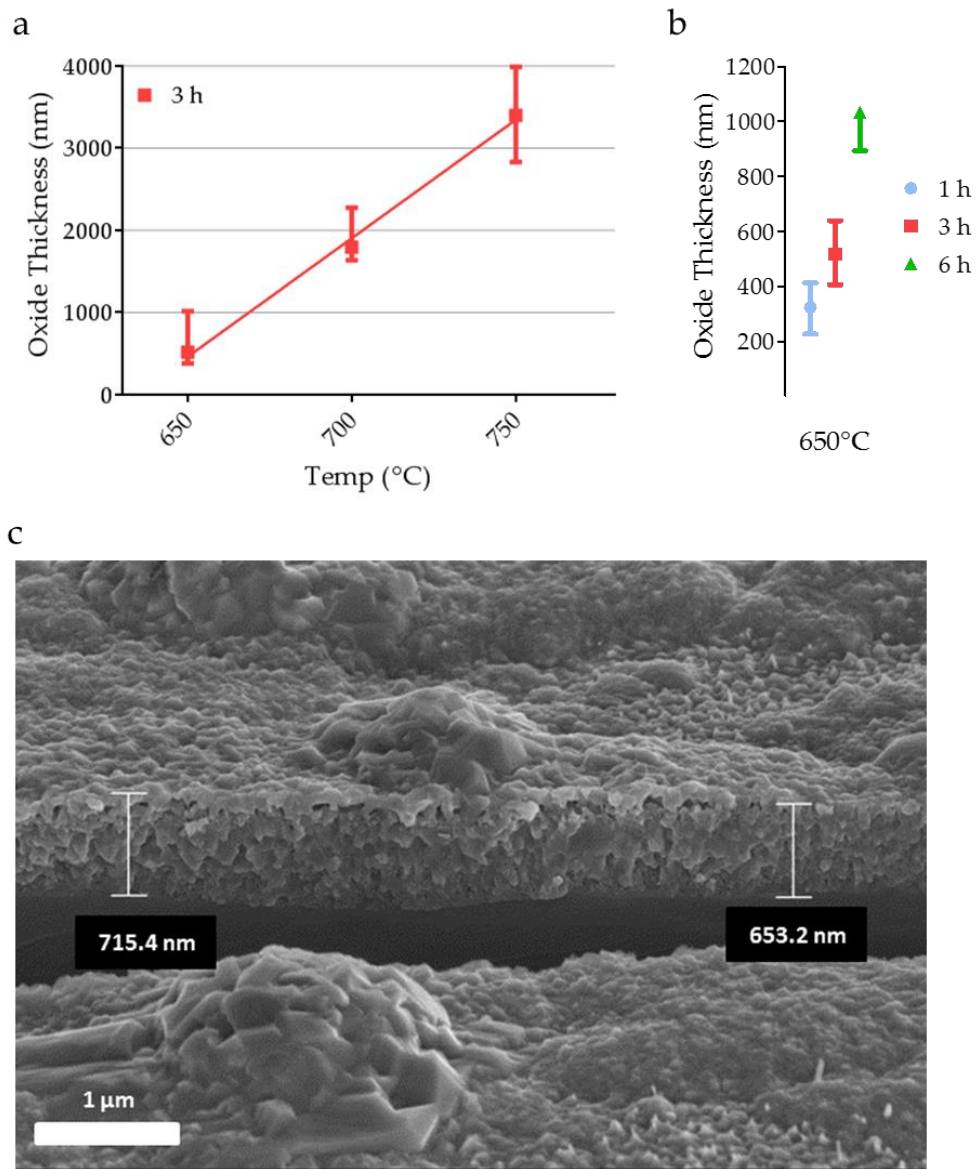 a
Oxide Thickness (nm)
4000
3000
2000
1000
0
3 h
650
700
750
Temp (°C)
b
Oxide Thickness (nm)
1200
1000
800
600
400
200
1 h
3 h
6 h
650°C
c
715.4 nm
653.2 nm
1 µm